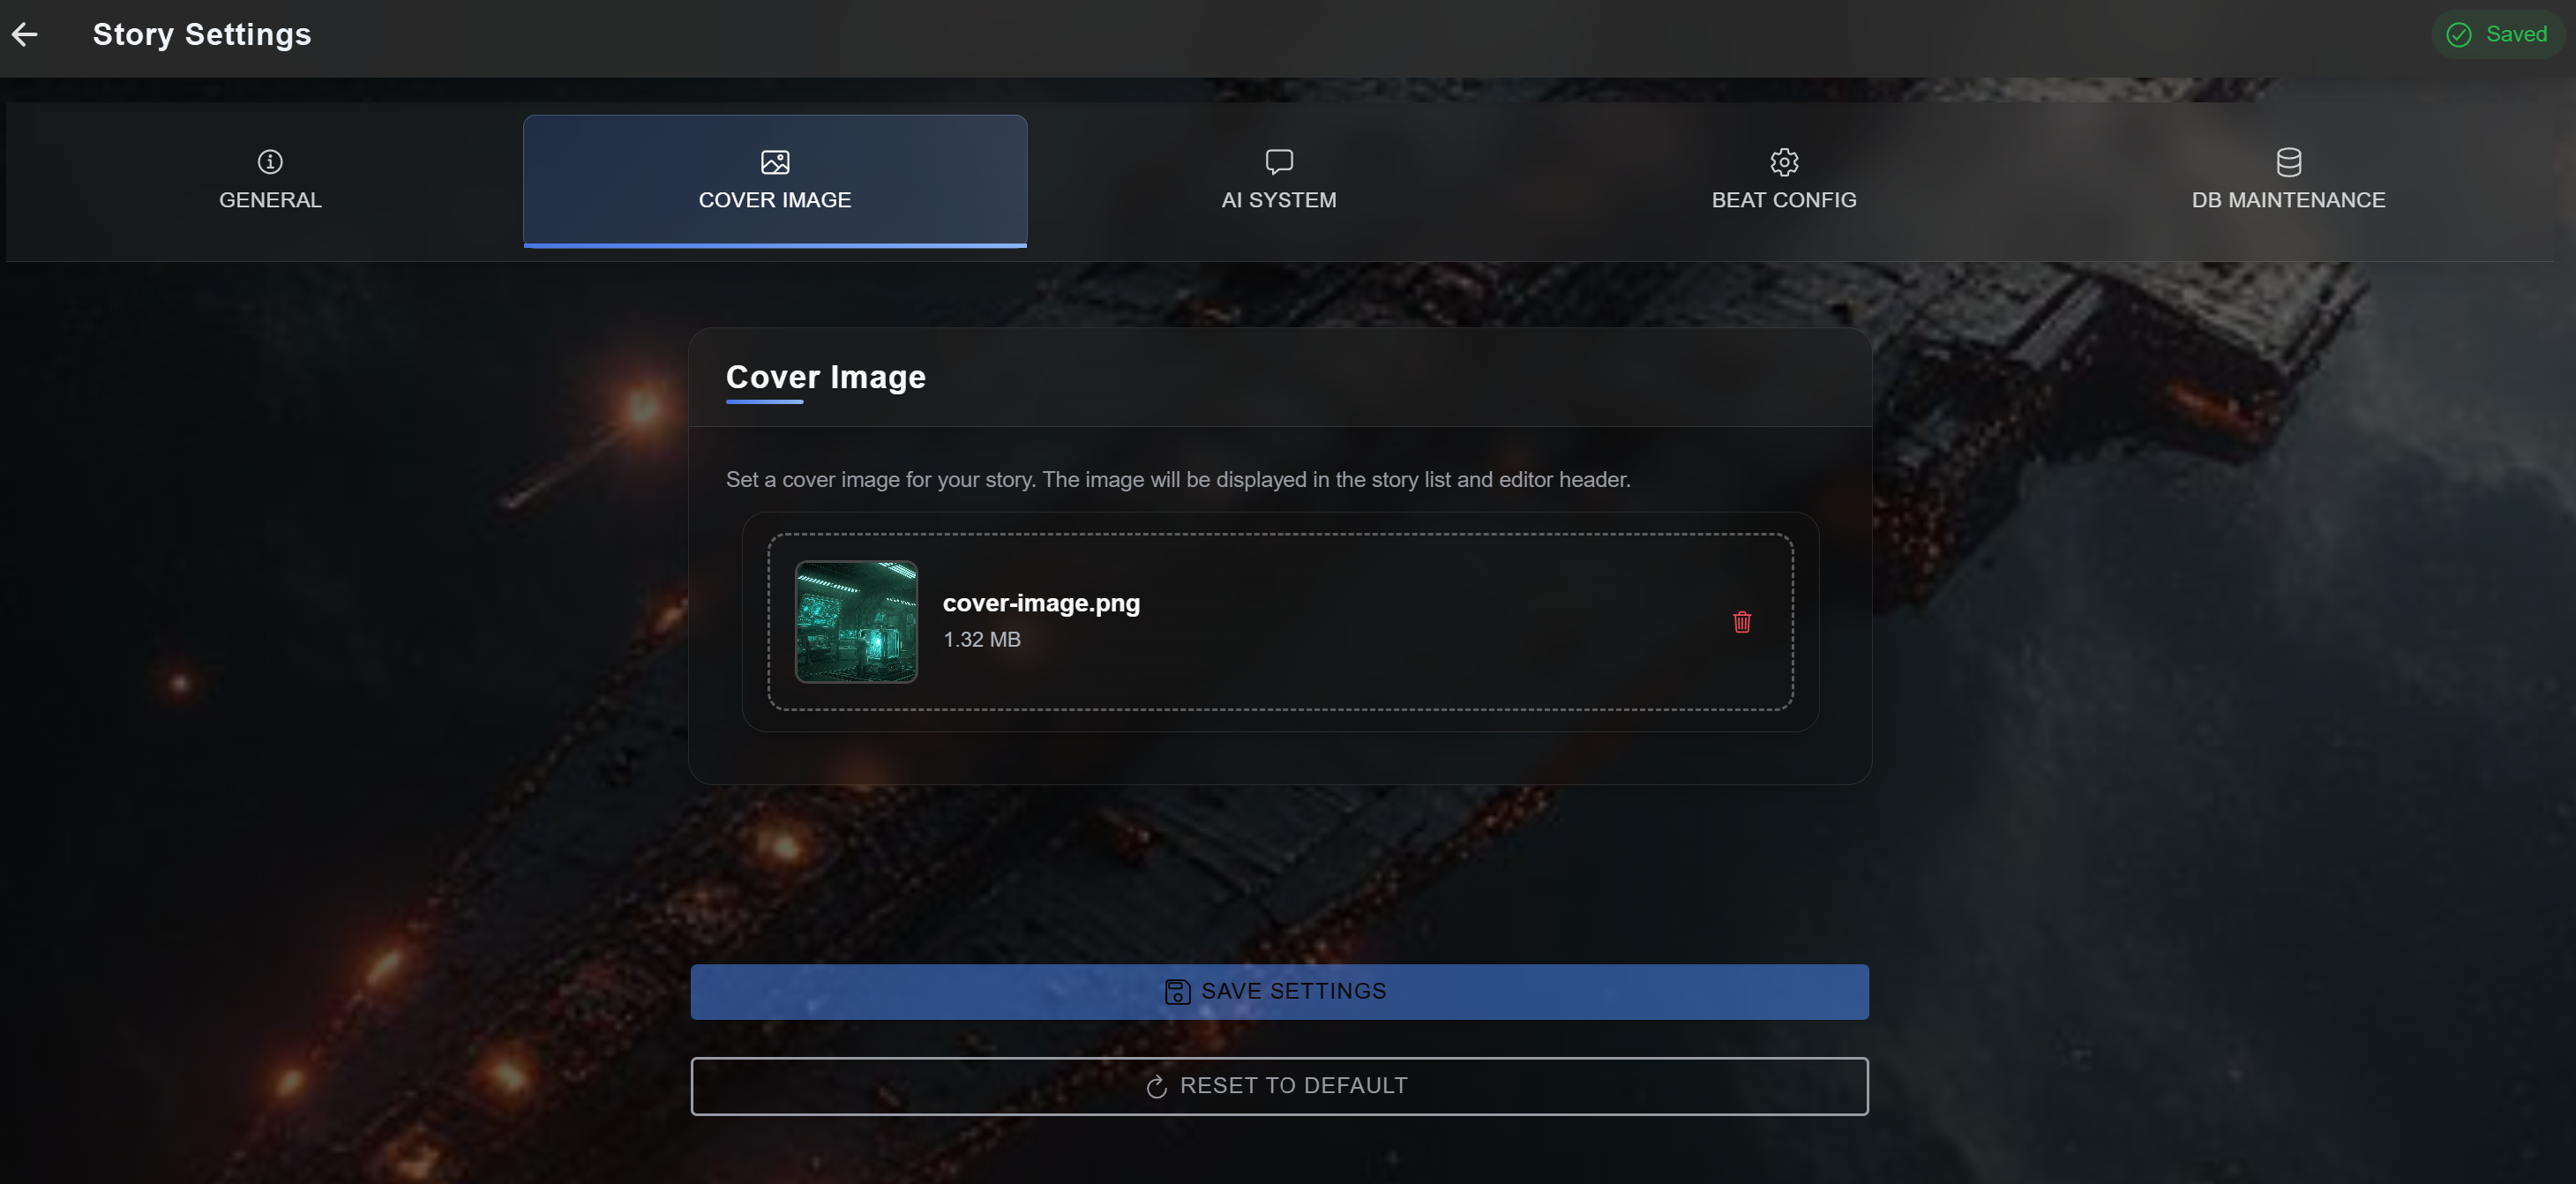 Story Settings
Saved
GENERAL
COVER IMAGE
AI SYSTEM
BEAT CONFIG
DB MAINTENANCE
Cover Image
Set a cover image for your story. The image will be displayed in the story list and editor header.
cover-image.png
1.32 MB
SAVE SETTINGS
RESET TO DEFAULT